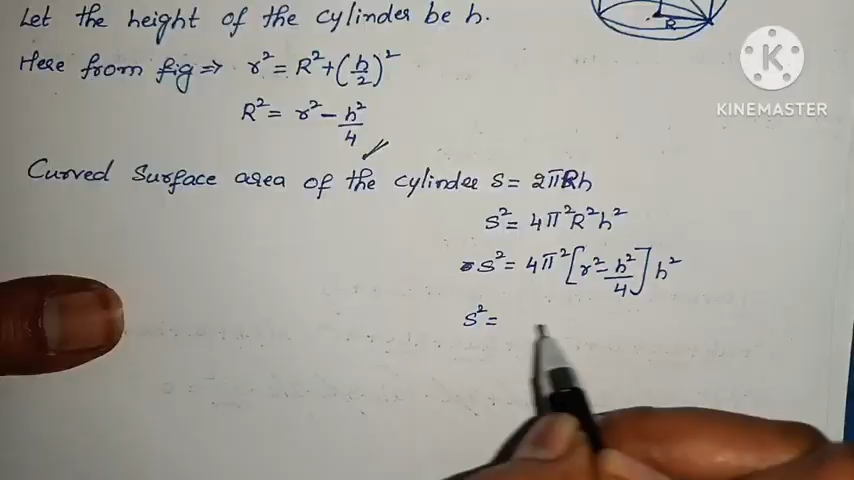 Let the height of the cylinder be h.
R
Here from fig ⇒ r² = R² + (h/2)²
R² = r² - h²/4
Curved Surface area of the cylinder S = 2πRh
S² = 4π²R²h²
S² = 4π² [r² - h²/4] h²
S² =
K
KINEMASTER